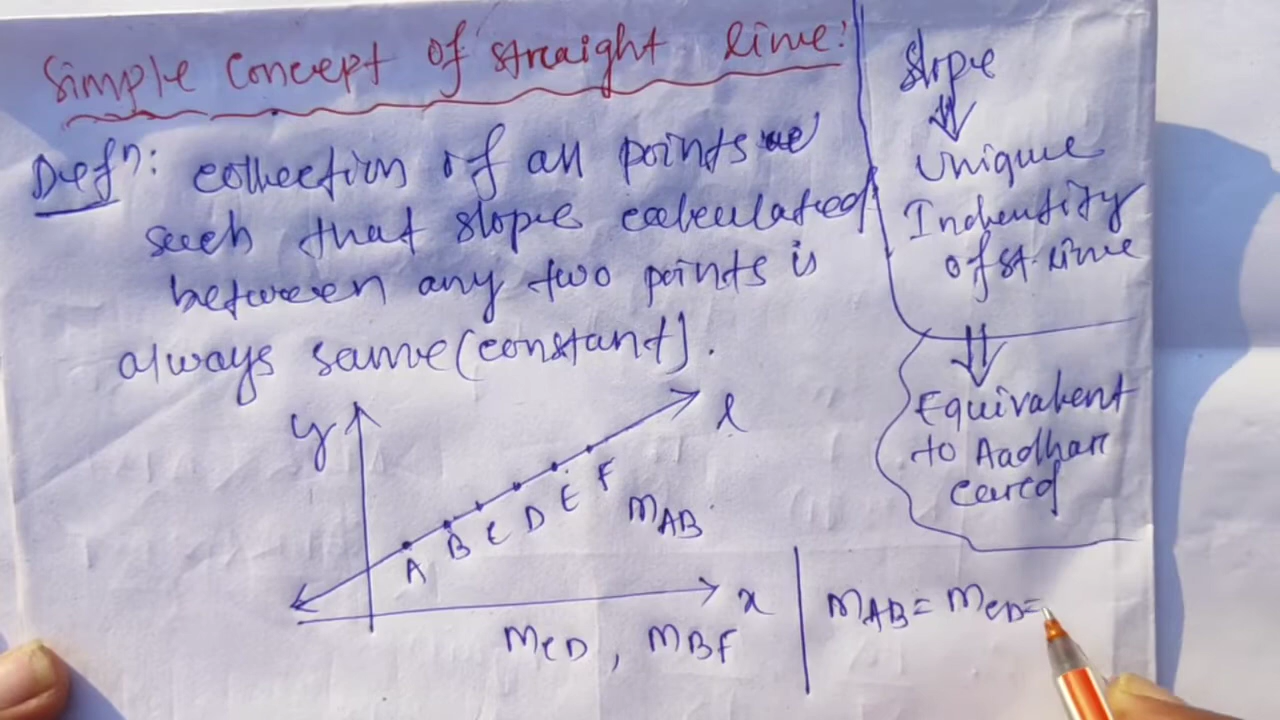 Simple Concept of straight line:
Defn: collection of all points
such that slope calculated
between any two points is
always same (constant).
y
l
A B C D E F
mAB
x
mCD, mBF
Slope
Unique
Indentity
of st. line
Equivalent
to Aadhar
Card
mAB = mCD =